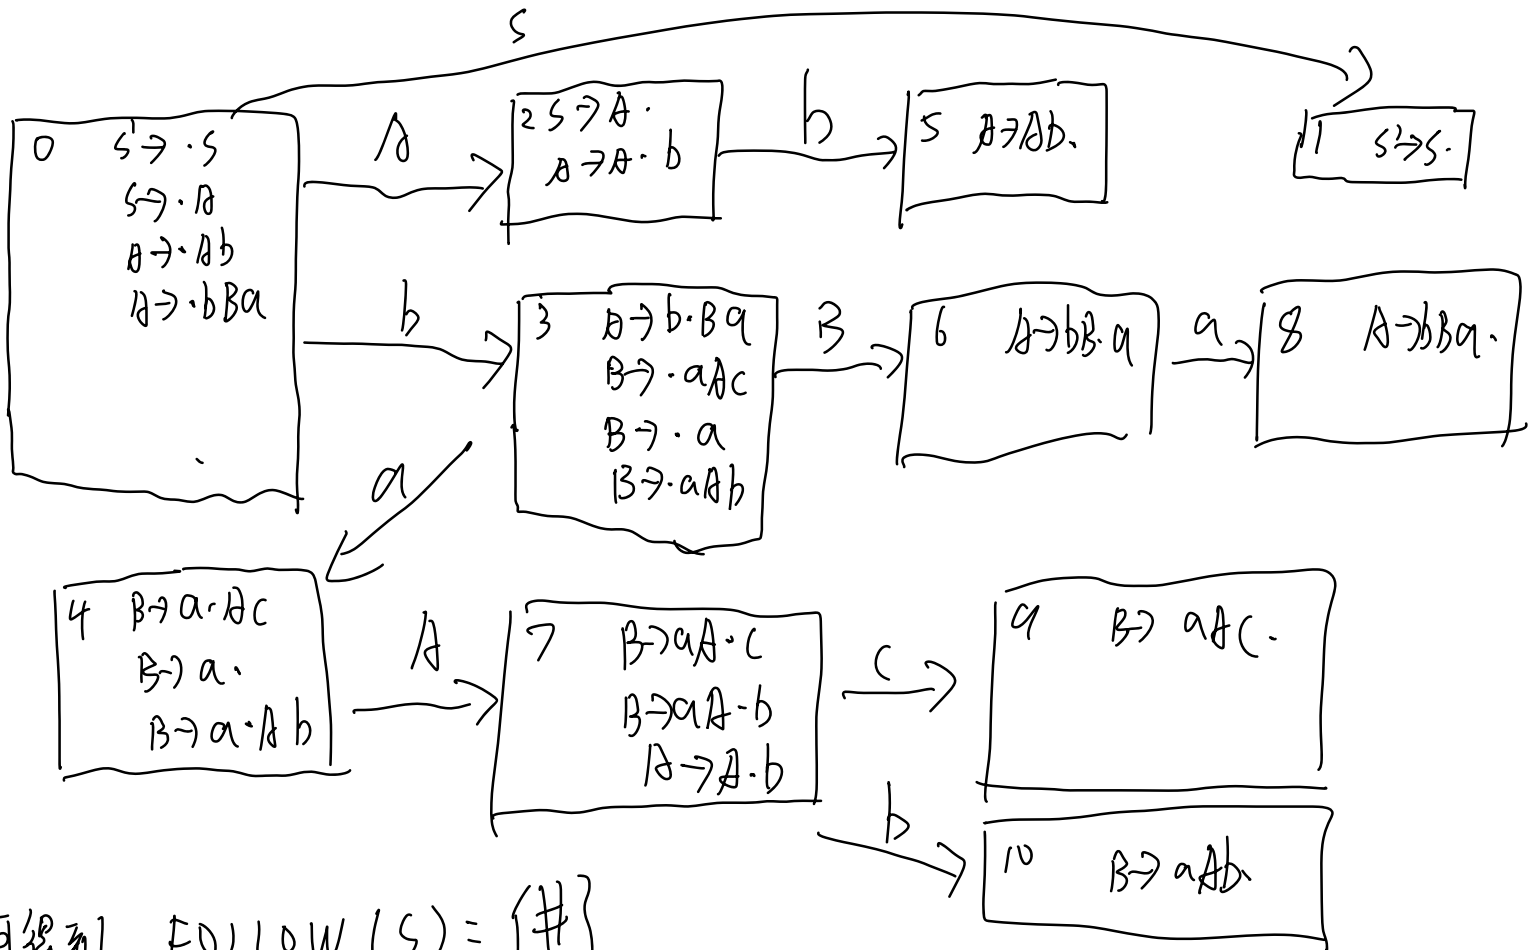 S
0 S'→·S
S→·A
A→·Ab
A→·bBa
A
2 S→A·
A→A·b
b
5 A→Ab.
1 S'→S.
b
3 A→b·Ba
B→·aAc
B→·a
B→·aAb
B
6 A→bB·a
a
8 A→bBa.
a
4 B→a·Ac
B→a.
B→a·Ab
A
7 B→aA·c
B→aA·b
A→A·b
c
9 B→aAc.
b
10 B→aAb.
FOLLOW(S)={#}